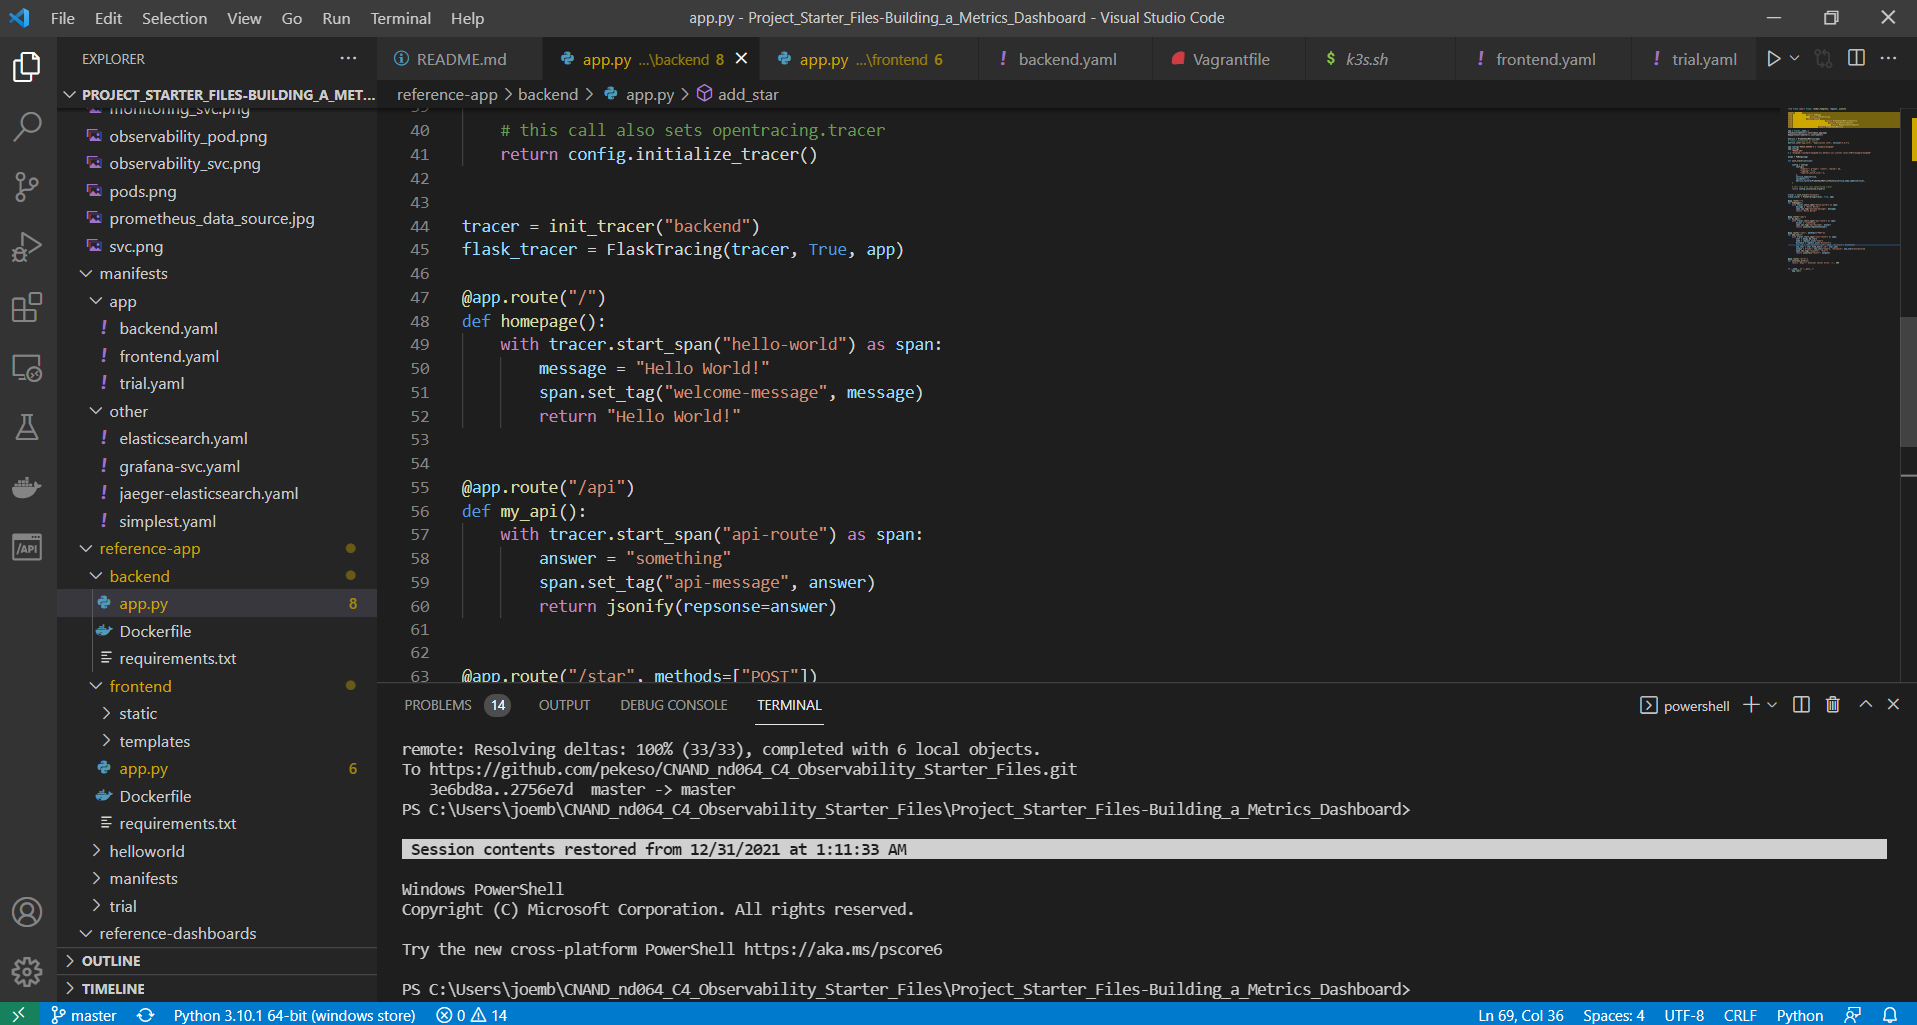 File Edit Selection View Go Run Terminal Help
app.py - Project_Starter_Files-Building_a_Metrics_Dashboard - Visual Studio Code
EXPLORER
PROJECT_STARTER_FILES-BUILDING_A_MET...
monitoring_svc.png
observability_pod.png
observability_svc.png
pods.png
prometheus_data_source.jpg
svc.png
manifests
app
! backend.yaml
! frontend.yaml
! trial.yaml
other
! elasticsearch.yaml
! grafana-svc.yaml
! jaeger-elasticsearch.yaml
! simplest.yaml
reference-app
backend
app.py 8
Dockerfile
requirements.txt
frontend
static
templates
app.py 6
Dockerfile
requirements.txt
helloworld
manifests
trial
reference-dashboards
OUTLINE
TIMELINE
README.md
app.py ...\backend 8
app.py ...\frontend 6
! backend.yaml
Vagrantfile
$ k3s.sh
! frontend.yaml
! trial.yaml
reference-app > backend > app.py > add_star
39
40 # this call also sets opentracing.tracer
41 return config.initialize_tracer()
42
43
44 tracer = init_tracer("backend")
45 flask_tracer = FlaskTracing(tracer, True, app)
46
47 @app.route("/")
48 def homepage():
49 with tracer.start_span("hello-world") as span:
50 message = "Hello World!"
51 span.set_tag("welcome-message", message)
52 return "Hello World!"
53
54
55 @app.route("/api")
56 def my_api():
57 with tracer.start_span("api-route") as span:
58 answer = "something"
59 span.set_tag("api-message", answer)
60 return jsonify(repsonse=answer)
61
62
63 @app.route("/star", methods=["POST"])
PROBLEMS 14 OUTPUT DEBUG CONSOLE TERMINAL
powershell
remote: Resolving deltas: 100% (33/33), completed with 6 local objects.
To https://github.com/pekeso/CNAND_nd064_C4_Observability_Starter_Files.git
3e6bd8a..2756e7d master -> master
PS C:\Users\joemb\CNAND_nd064_C4_Observability_Starter_Files\Project_Starter_Files-Building_a_Metrics_Dashboard>
Session contents restored from 12/31/2021 at 1:11:33 AM
Windows PowerShell
Copyright (C) Microsoft Corporation. All rights reserved.
Try the new cross-platform PowerShell https://aka.ms/pscore6
PS C:\Users\joemb\CNAND_nd064_C4_Observability_Starter_Files\Project_Starter_Files-Building_a_Metrics_Dashboard>
master Python 3.10.1 64-bit (windows store) 0 14 Ln 69, Col 36 Spaces: 4 UTF-8 CRLF Python